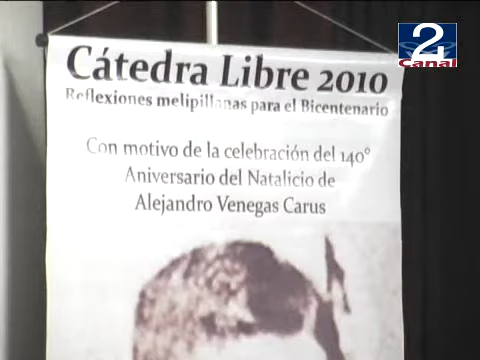 2
Canal
Cátedra Libre 2010
Reflexiones melipillanas para el Bicentenario
Con motivo de la celebración del 140°
Aniversario del Natalicio de
Alejandro Venegas Carus